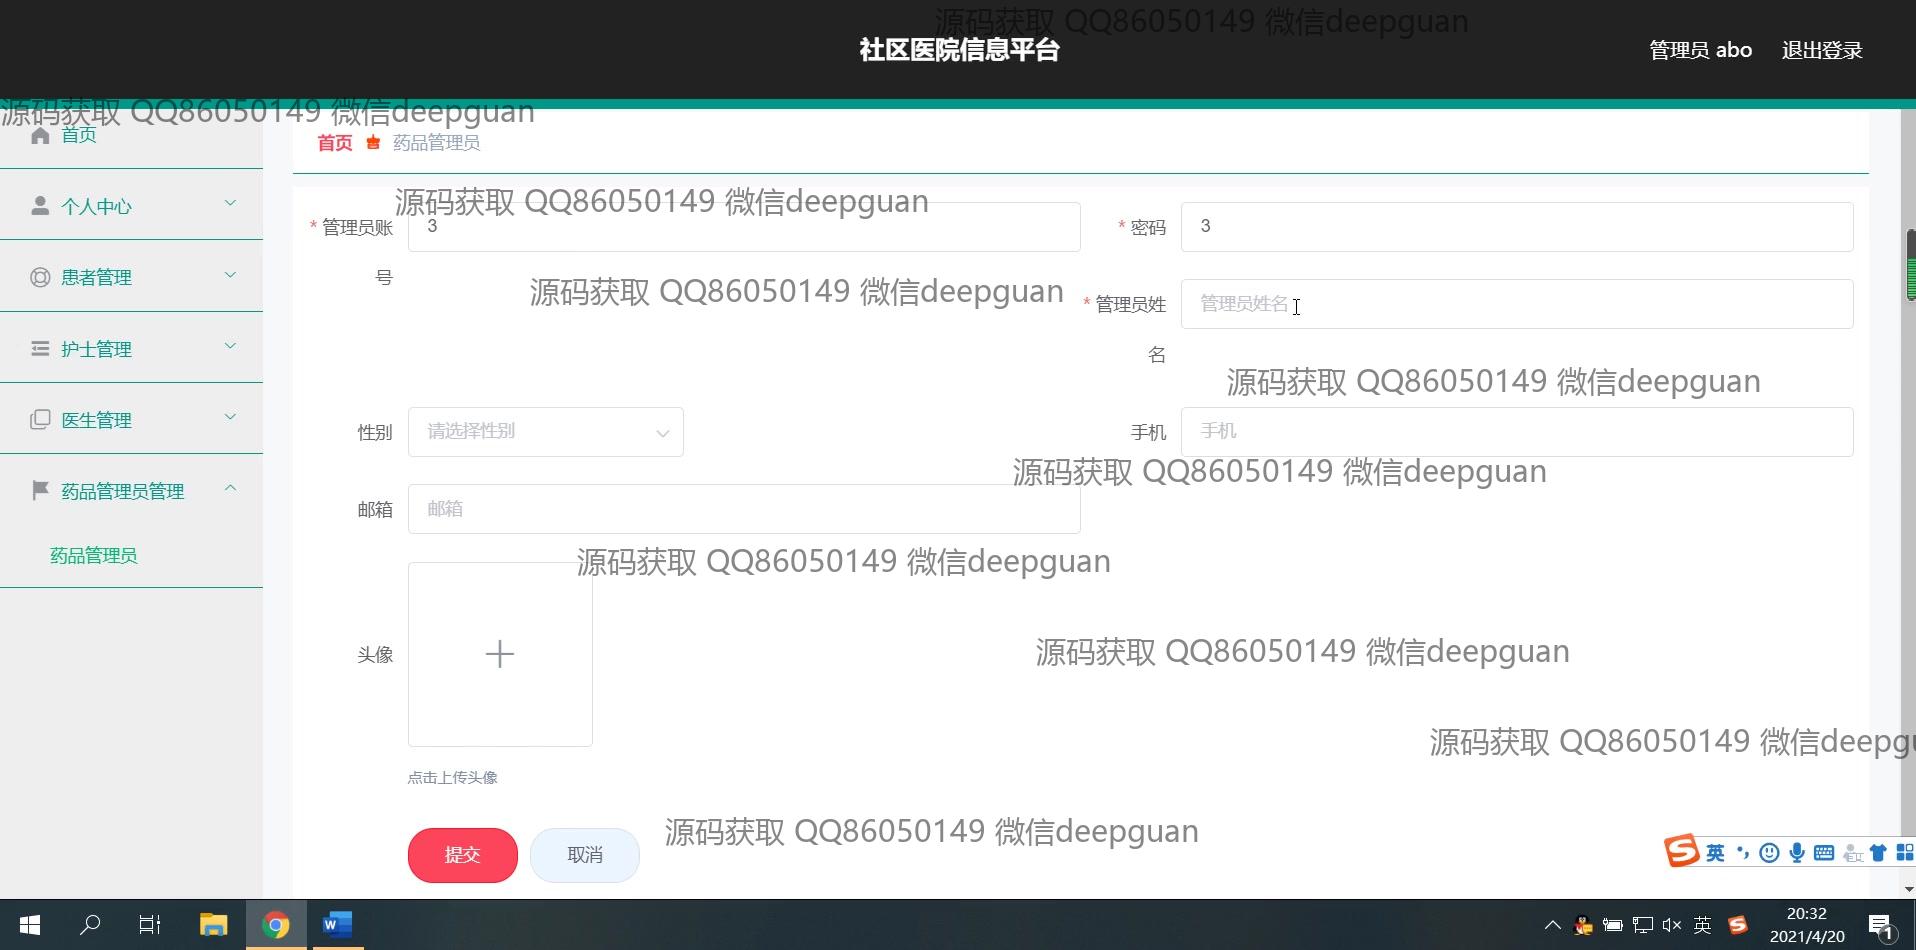 源码获取 QQ86050149 微信deepguan
社区医院信息平台
管理员 abo 退出登录
源码获取 QQ86050149 微信deepguan
首页
首页 药品管理员
源码获取 QQ86050149 微信deepguan
个人中心
* 管理员账号 3
* 密码 3
患者管理
源码获取 QQ86050149 微信deepguan
* 管理员姓名 管理员姓名
护士管理
源码获取 QQ86050149 微信deepguan
医生管理
性别 请选择性别
手机 手机
源码获取 QQ86050149 微信deepguan
药品管理员管理
邮箱 邮箱
药品管理员
源码获取 QQ86050149 微信deepguan
头像
源码获取 QQ86050149 微信deepguan
源码获取 QQ86050149 微信deepgu
点击上传头像
源码获取 QQ86050149 微信deepguan
提交 取消
英
英
20:32
2021/4/20
1